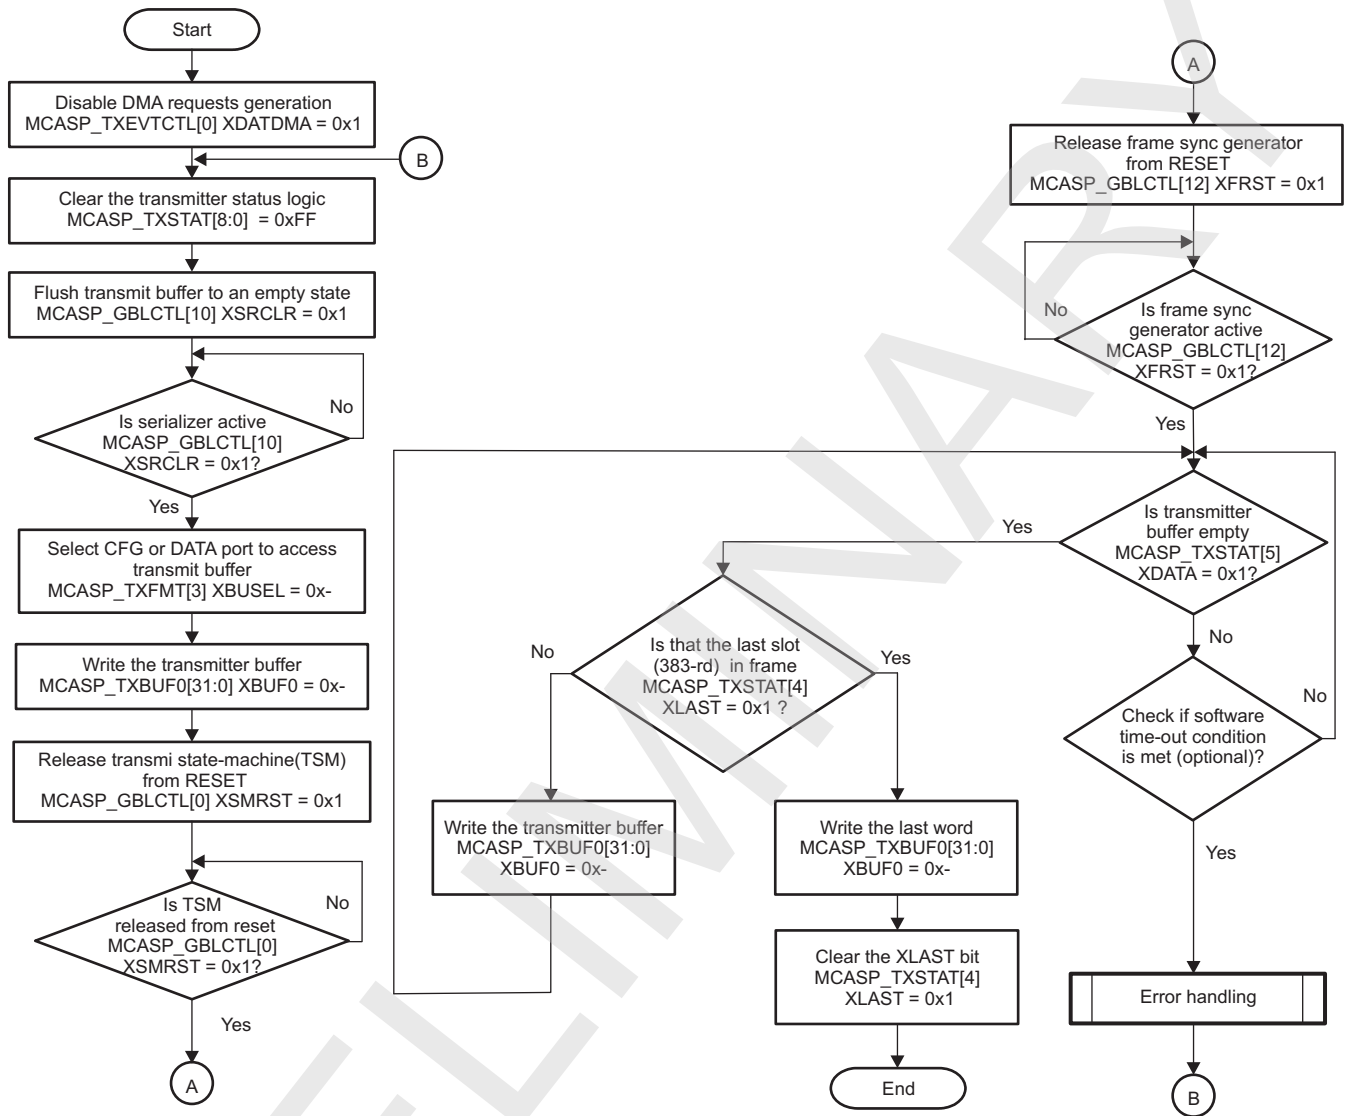 Start
Disable DMA requests generation
MCASP_TXEVTCTL[0] XDATDMA = 0x1
B
Clear the transmitter status logic
MCASP_TXSTAT[8:0] = 0xFF
Flush transmit buffer to an empty state
MCASP_GBLCTL[10] XSRCLR = 0x1
No
Is serializer active
MCASP_GBLCTL[10]
XSRCLR = 0x1?
Yes
Select CFG or DATA port to access
transmit buffer
MCASP_TXFMT[3] XBUSEL = 0x-
Write the transmitter buffer
MCASP_TXBUF0[31:0] XBUF0 = 0x-
Release transmi state-machine(TSM)
from RESET
MCASP_GBLCTL[0] XSMRST = 0x1
No
Is TSM
released from reset
MCASP_GBLCTL[0]
XSMRST = 0x1?
Yes
A
A
Release frame sync generator
from RESET
MCASP_GBLCTL[12] XFRST = 0x1
No
Is frame sync
generator active
MCASP_GBLCTL[12]
XFRST = 0x1?
Yes
Is transmitter
buffer empty
MCASP_TXSTAT[5]
XDATA = 0x1?
Yes
No
Is that the last slot
(383-rd) in frame
MCASP_TXSTAT[4]
XLAST = 0x1 ?
No
Yes
Write the transmitter buffer
MCASP_TXBUF0[31:0]
XBUF0 = 0x-
Write the last word
MCASP_TXBUF0[31:0]
XBUF0 = 0x-
Clear the XLAST bit
MCASP_TXSTAT[4]
XLAST = 0x1
End
Check if software
time-out condition
is met (optional)?
No
Yes
Error handling
B
ELIMINARY